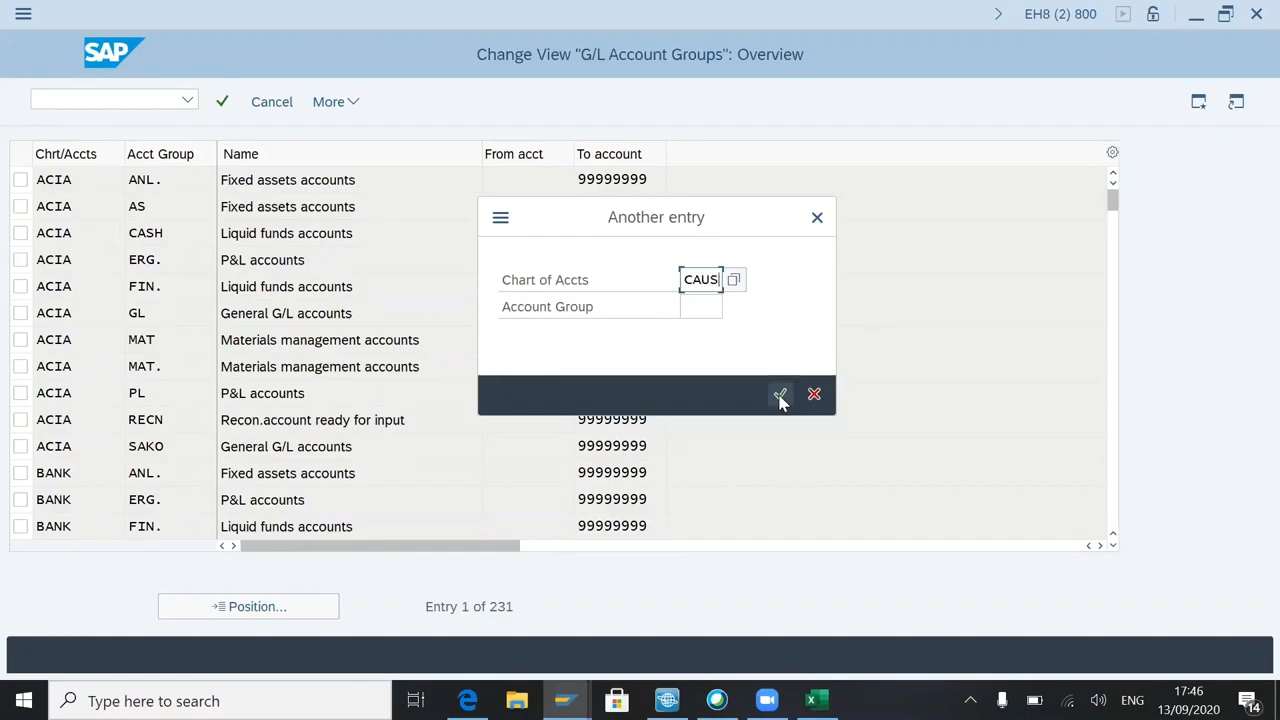 EH8 (2) 800
SAP
Change View "G/L Account Groups": Overview
Cancel More
Chrt/Accts Acct Group Name From acct To account
ACIA ANL. Fixed assets accounts 99999999
ACIA AS Fixed assets accounts
ACIA CASH Liquid funds accounts
ACIA ERG. P&L accounts
ACIA FIN. Liquid funds accounts
ACIA GL General G/L accounts
ACIA MAT Materials management accounts
ACIA MAT. Materials management accounts
ACIA PL P&L accounts
ACIA RECN Recon.account ready for input 99999999
ACIA SAKO General G/L accounts 99999999
BANK ANL. Fixed assets accounts 99999999
BANK ERG. P&L accounts 99999999
BANK FIN. Liquid funds accounts 99999999
Another entry
Chart of Accts CAUS
Account Group
Position... Entry 1 of 231
Type here to search
ENG
17:46
13/09/2020
14